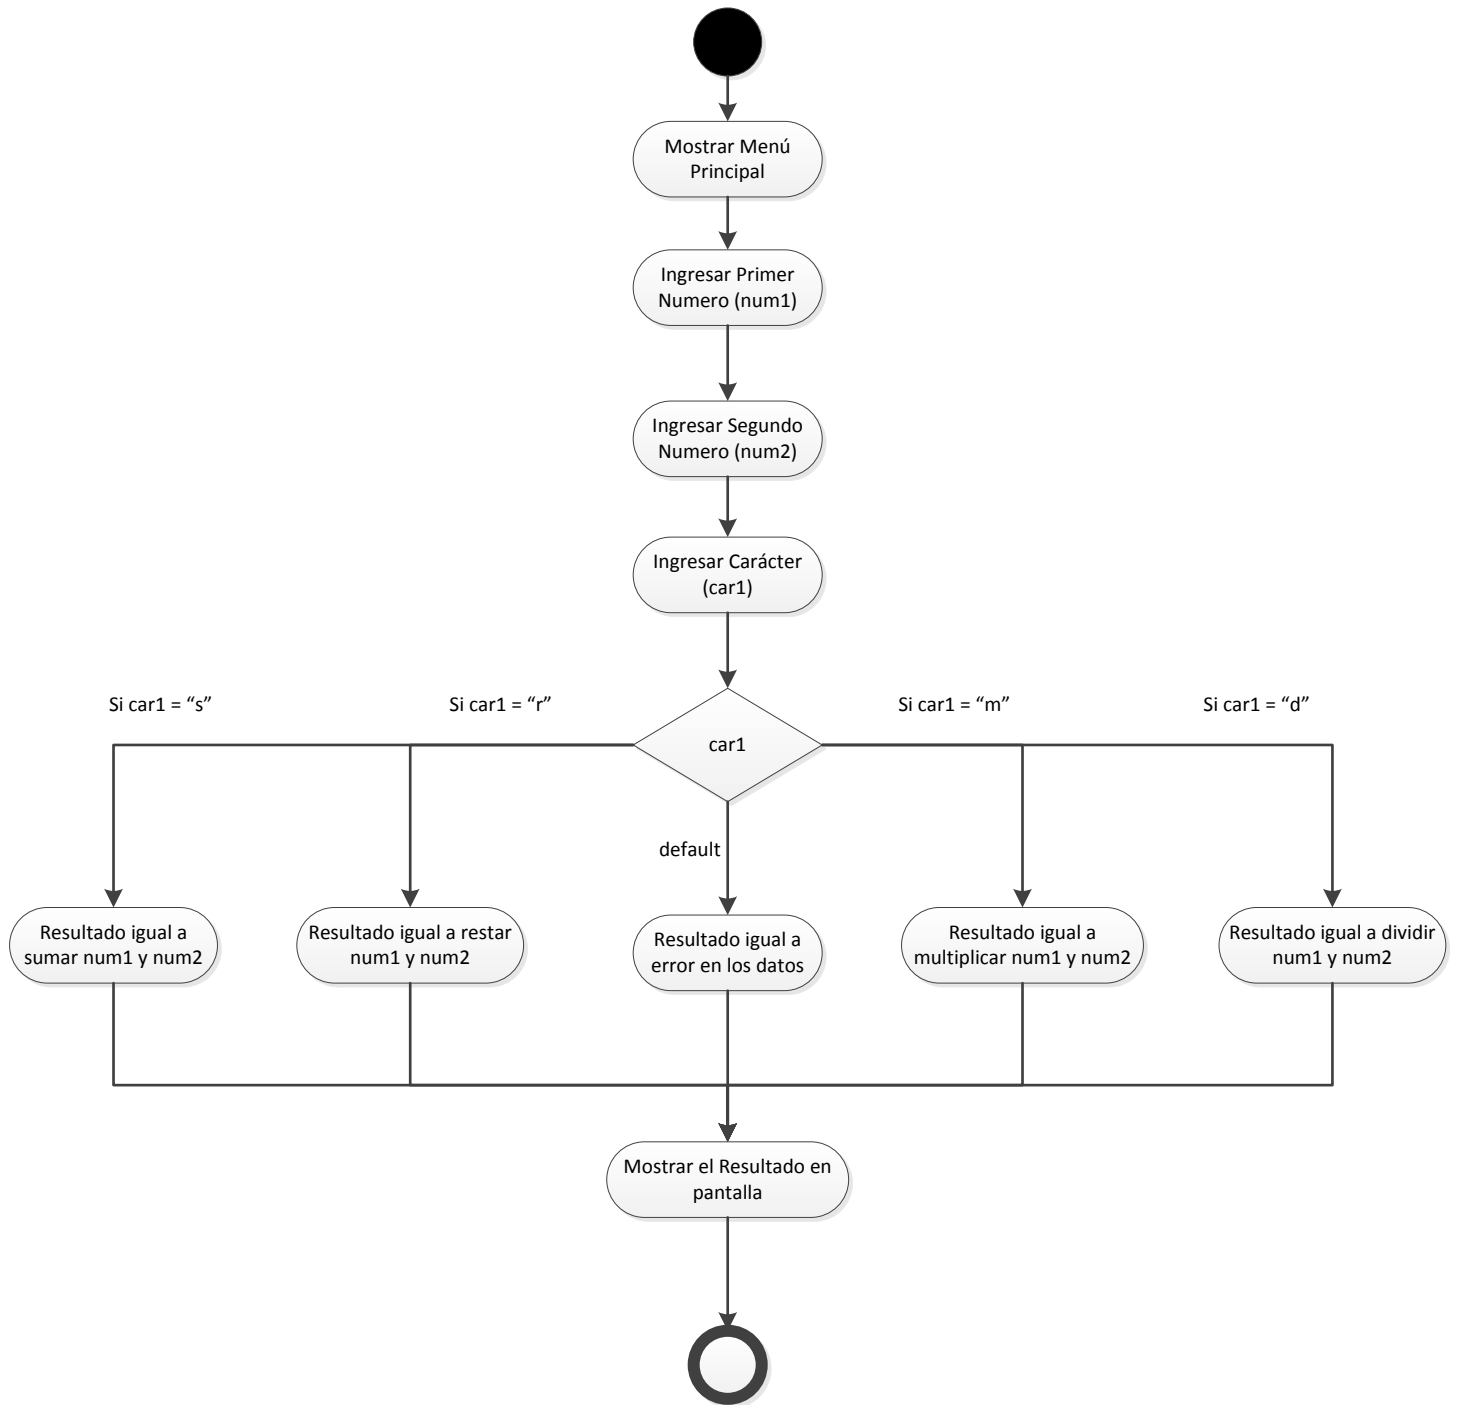 Mostrar Menú
Principal
Ingresar Primer
Numero (num1)
Ingresar Segundo
Numero (num2)
Ingresar Carácter
(car1)
Si car1 = “s”
Si car1 = “r”
Si car1 = “m”
Si car1 = “d”
car1
default
Resultado igual a
sumar num1 y num2
Resultado igual a restar
num1 y num2
Resultado igual a
error en los datos
Resultado igual a
multiplicar num1 y num2
Resultado igual a dividir
num1 y num2
Mostrar el Resultado en
pantalla